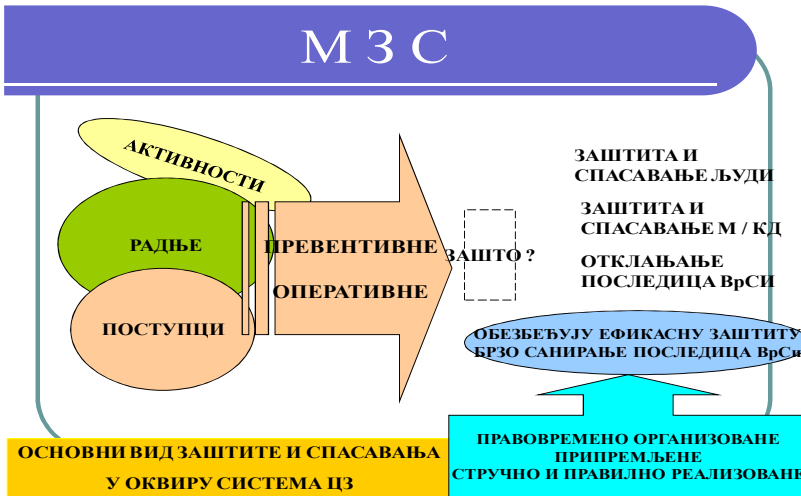 М З С
АКТИВНОСТИ
РАДЊЕ
ПОСТУПЦИ
ПРЕВЕНТИВНЕ
ОПЕРАТИВНЕ
ЗАШТО ?
ЗАШТИТА И
СПАСАВАЊЕ ЉУДИ
ЗАШТИТА И
СПАСАВАЊЕ М / КД
ОТКЛАЊАЊЕ
ПОСЛЕДИЦА ВрСИ
ОБЕЗБЕЂУЈУ ЕФИКАСНУ ЗАШТИТУ
БРЗО САНИРАЊЕ ПОСЛЕДИЦА ВрСи
ПРАВОВРЕМЕНО ОРГАНИЗОВАНЕ
ПРИПРЕМЉЕНЕ
СТРУЧНО И ПРАВИЛНО РЕАЛИЗОВАНЕ
ОСНОВНИ ВИД ЗАШТИТЕ И СПАСАВАЊА
У ОКВИРУ СИСТЕМА ЦЗ